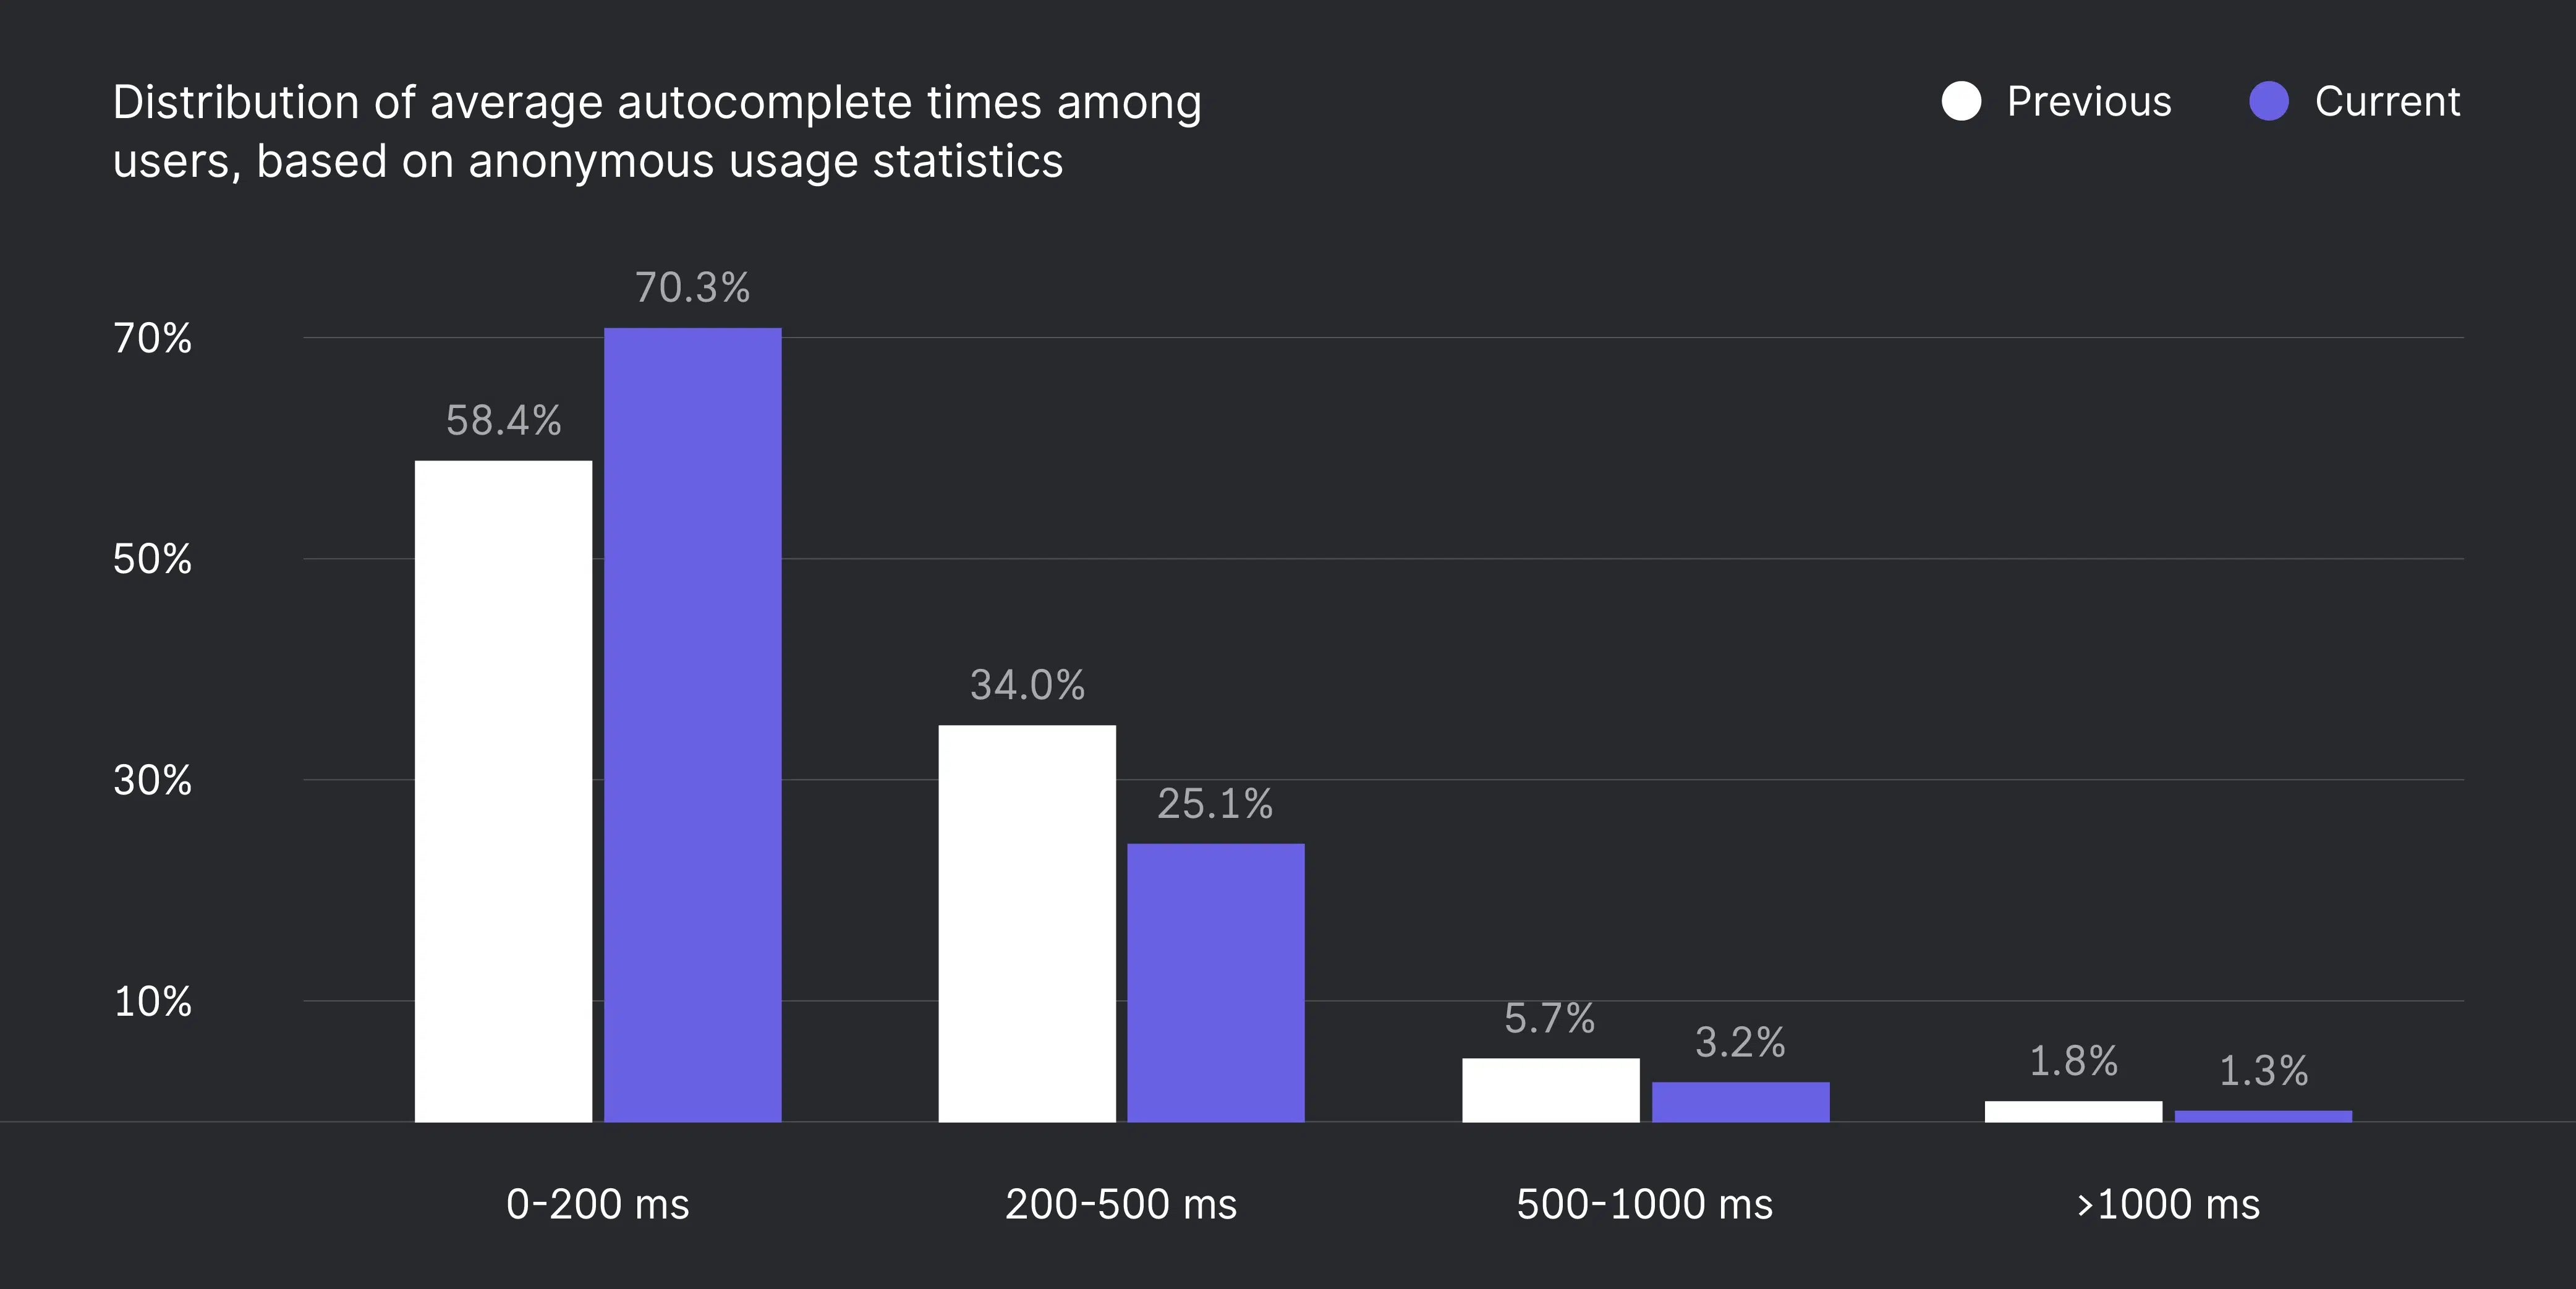 Distribution of average autocomplete times among
users, based on anonymous usage statistics
Previous
Current
70%
50%
30%
10%
58.4%
70.3%
34.0%
25.1%
5.7%
3.2%
1.8%
1.3%
0-200 ms
200-500 ms
500-1000 ms
>1000 ms